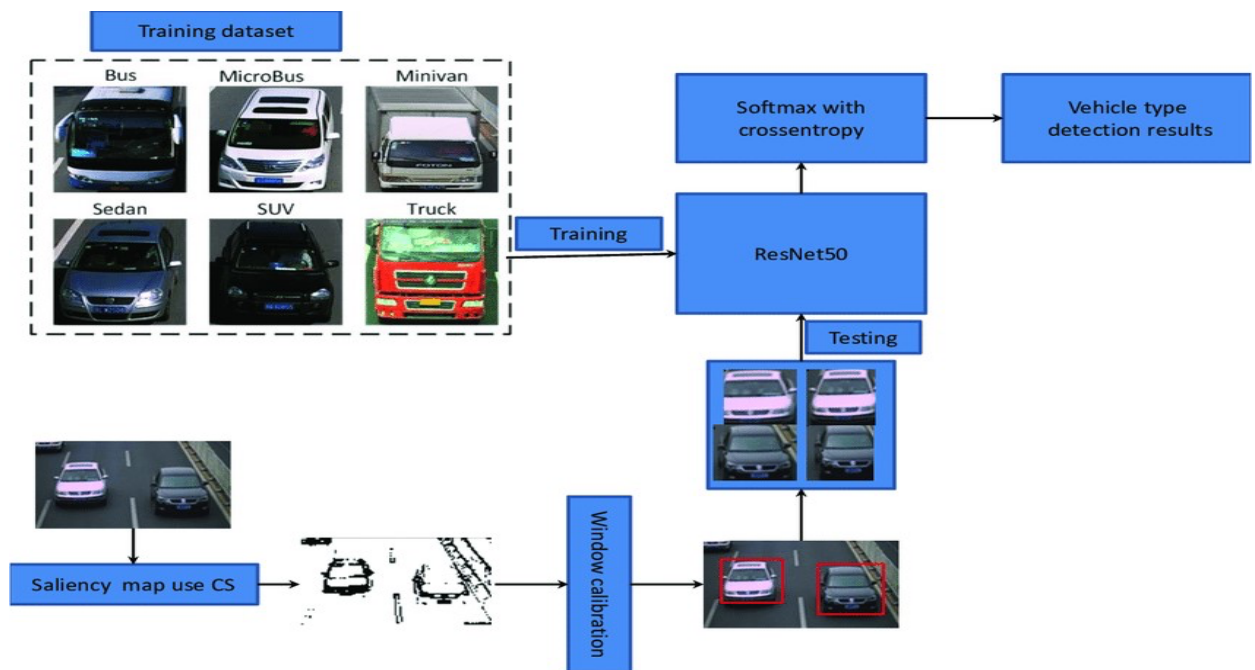 Training dataset
Bus
MicroBus
Minivan
FOTON
Sedan
SUV
Truck
Training
Softmax with
crossentropy
Vehicle type
detection results
ResNet50
Testing
Saliency map use CS
Window calibration